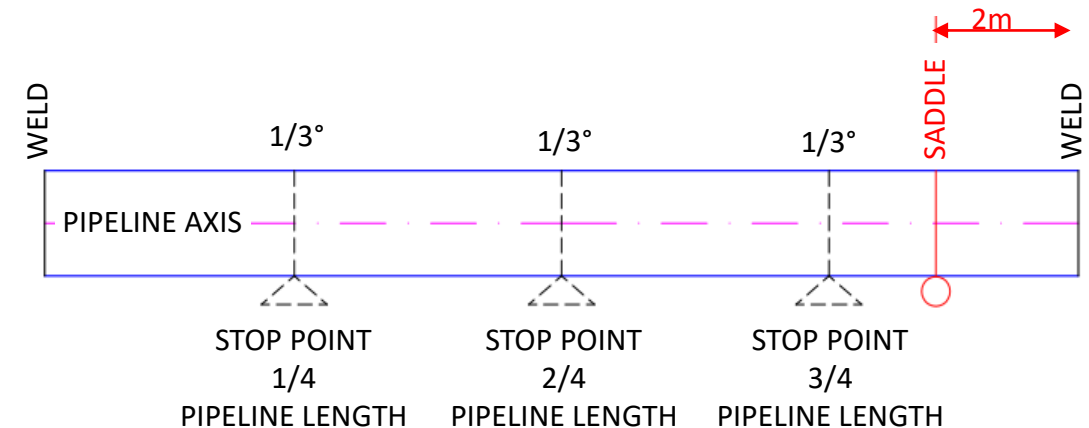 2m
WELD
SADDLE
WELD
1/3°
1/3°
1/3°
PIPELINE AXIS
STOP POINT
1/4
PIPELINE LENGTH
STOP POINT
2/4
PIPELINE LENGTH
STOP POINT
3/4
PIPELINE LENGTH